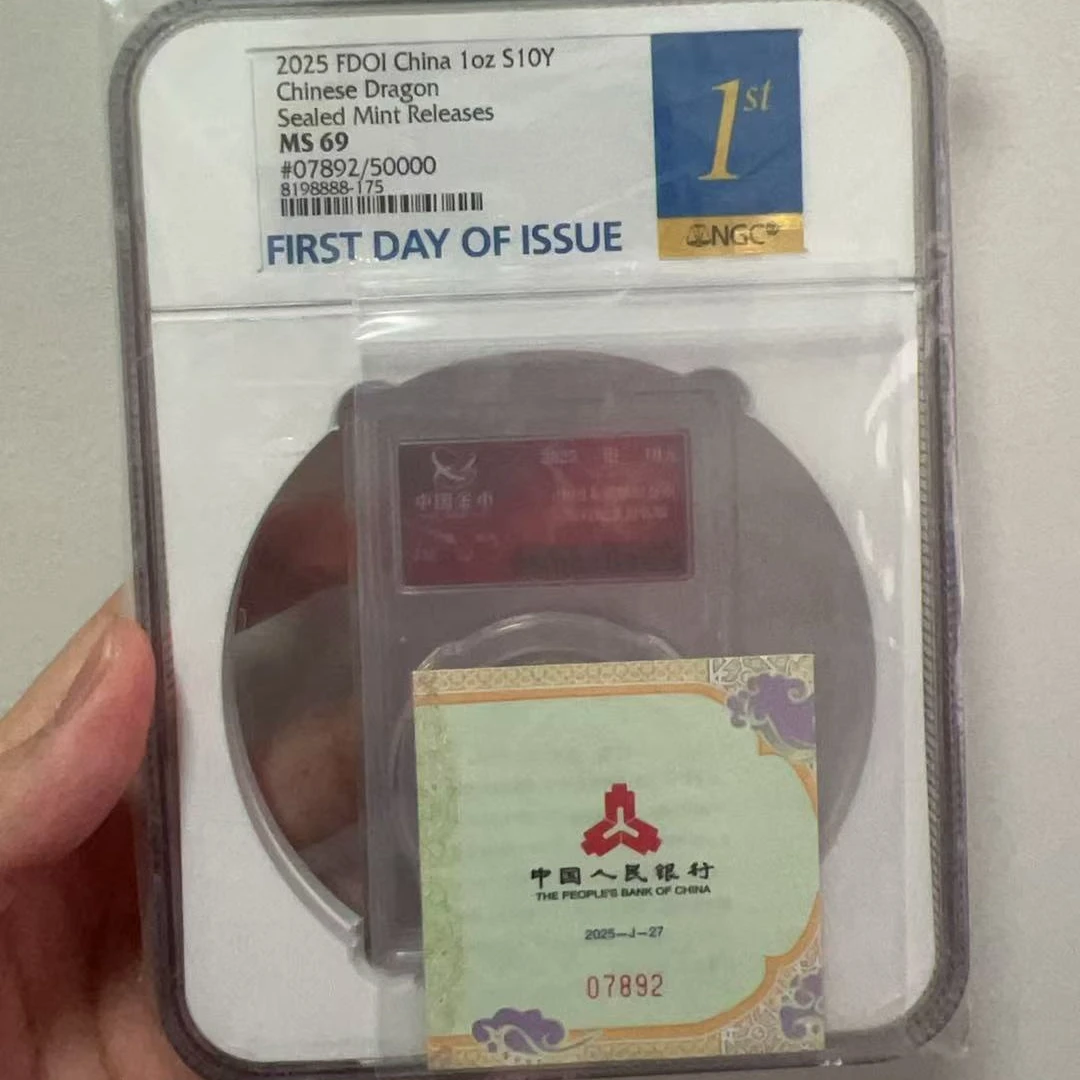 2025 FDOI China 1oz S10Y
Chinese Dragon
Sealed Mint Releases
MS 69
#07892/50000
8198888-175
FIRST DAY OF ISSUE
1st
NGC
中国金币
中国人民银行
THE PEOPLE'S BANK OF CHINA
2025-J-27
07892